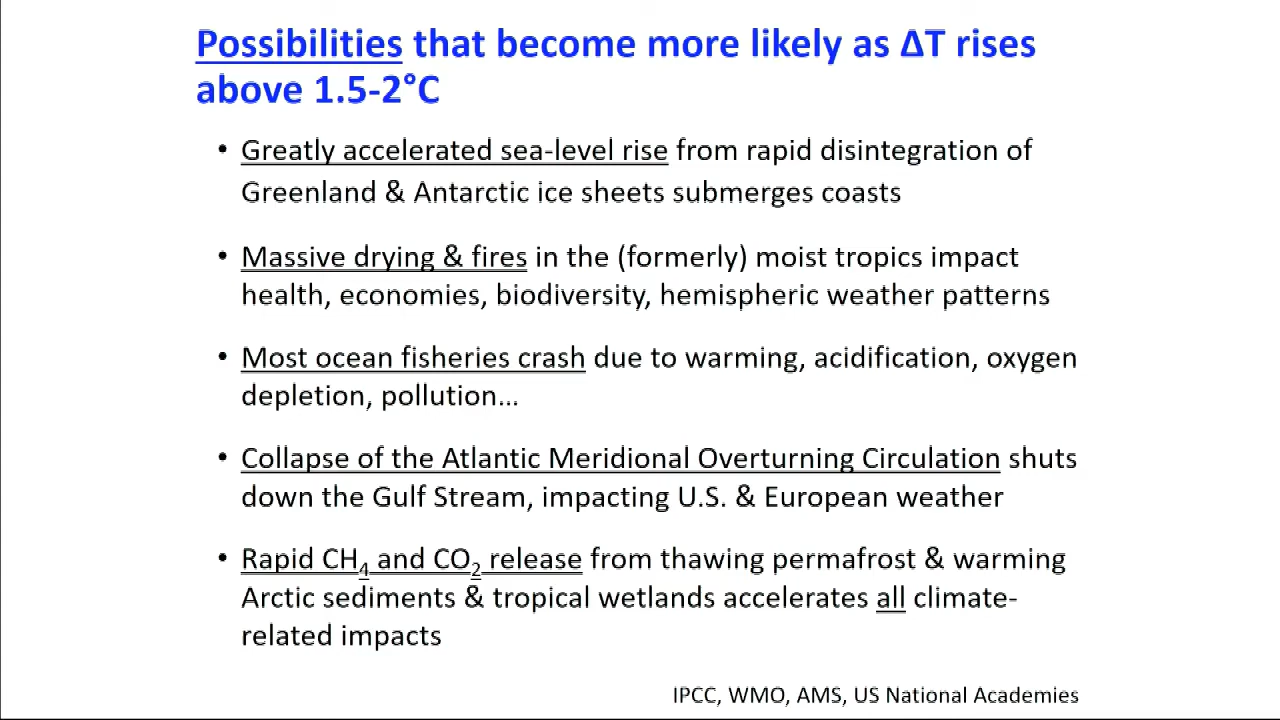 Possibilities that become more likely as ΔT rises
above 1.5-2°C
• Greatly accelerated sea-level rise from rapid disintegration of
Greenland & Antarctic ice sheets submerges coasts
• Massive drying & fires in the (formerly) moist tropics impact
health, economies, biodiversity, hemispheric weather patterns
• Most ocean fisheries crash due to warming, acidification, oxygen
depletion, pollution…
• Collapse of the Atlantic Meridional Overturning Circulation shuts
down the Gulf Stream, impacting U.S. & European weather
• Rapid CH₄ and CO₂ release from thawing permafrost & warming
Arctic sediments & tropical wetlands accelerates all climate-
related impacts
IPCC, WMO, AMS, US National Academies